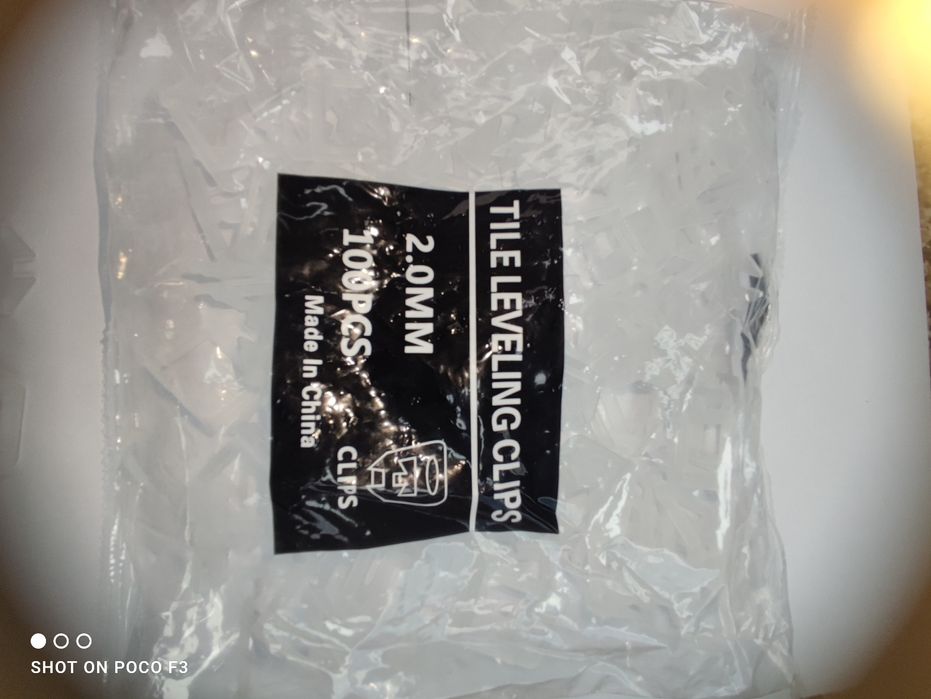 TILE LEVELING CLIPS
2.0MM
100PCS
Made In China
CLIPS
SHOT ON POCO F3